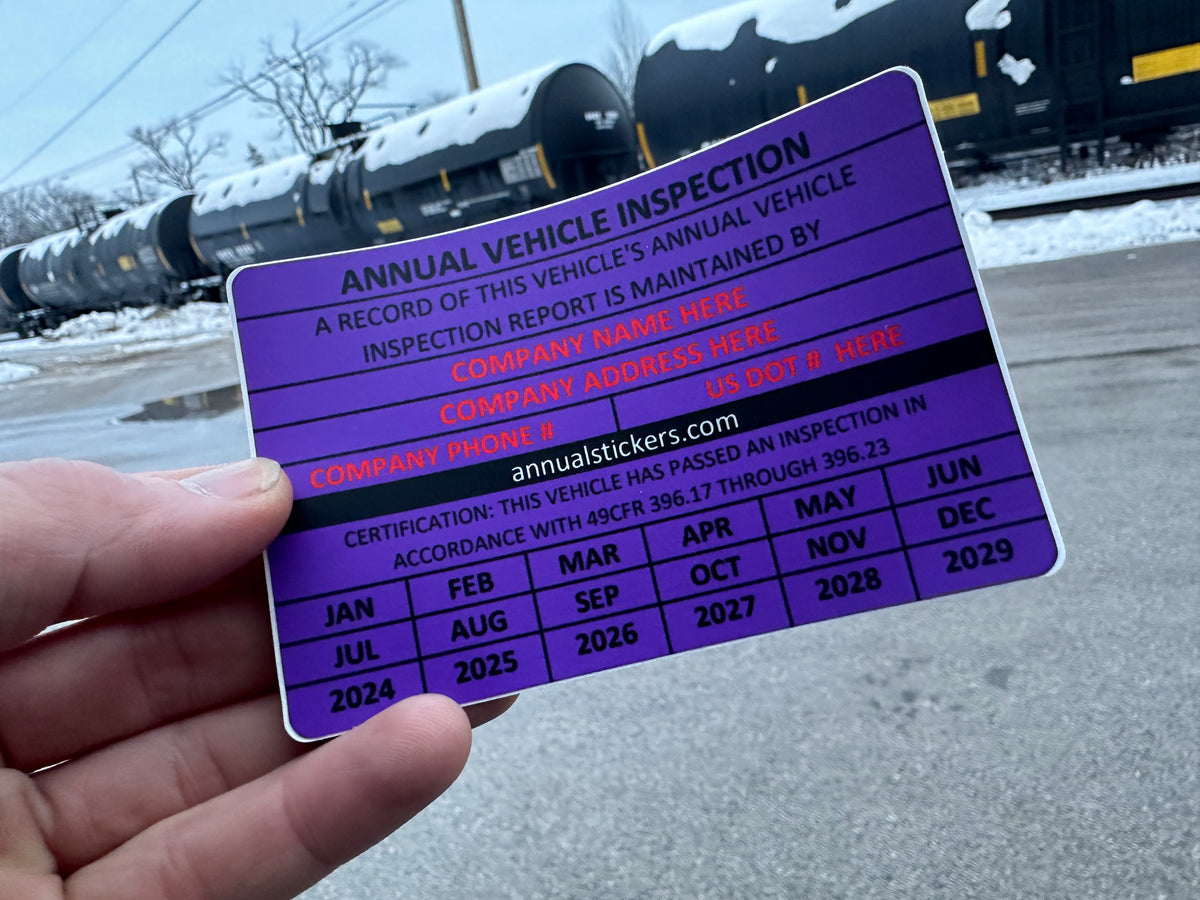 ANNUAL VEHICLE INSPECTION
A RECORD OF THIS VEHICLE'S ANNUAL VEHICLE
INSPECTION REPORT IS MAINTAINED BY
COMPANY NAME HERE
COMPANY ADDRESS HERE
COMPANY PHONE # US DOT # HERE
annualstickers.com
CERTIFICATION: THIS VEHICLE HAS PASSED AN INSPECTION IN
ACCORDANCE WITH 49CFR 396.17 THROUGH 396.23
JAN FEB MAR APR MAY JUN
JUL AUG SEP OCT NOV DEC
2024 2025 2026 2027 2028 2029